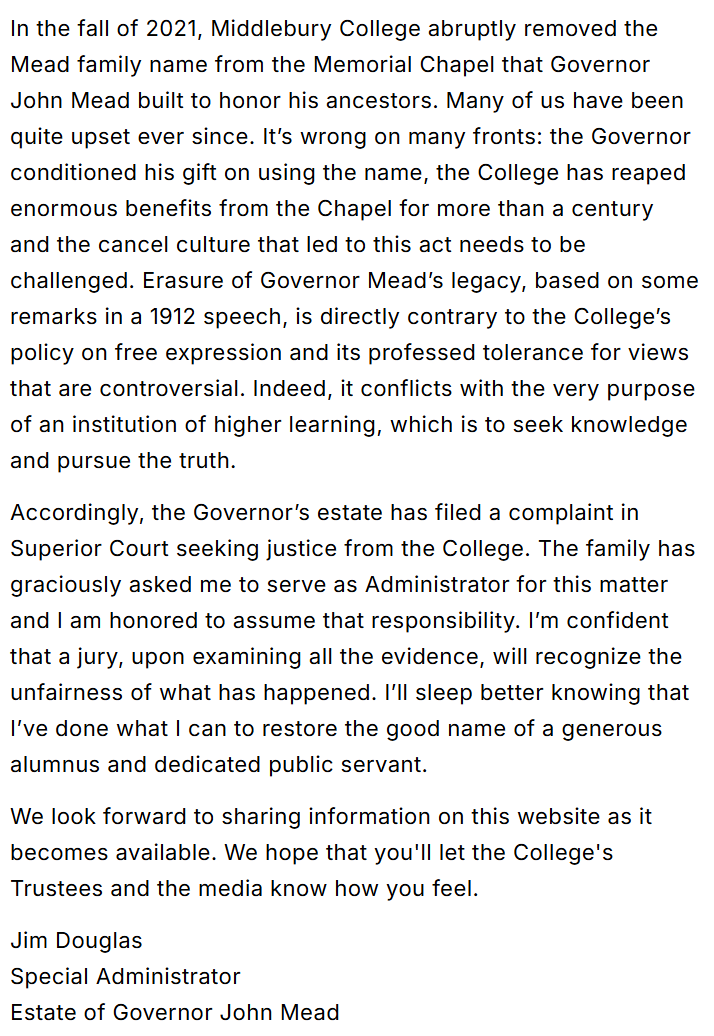 In the fall of 2021, Middlebury College abruptly removed the
Mead family name from the Memorial Chapel that Governor
John Mead built to honor his ancestors. Many of us have been
quite upset ever since. It’s wrong on many fronts: the Governor
conditioned his gift on using the name, the College has reaped
enormous benefits from the Chapel for more than a century
and the cancel culture that led to this act needs to be
challenged. Erasure of Governor Mead’s legacy, based on some
remarks in a 1912 speech, is directly contrary to the College’s
policy on free expression and its professed tolerance for views
that are controversial. Indeed, it conflicts with the very purpose
of an institution of higher learning, which is to seek knowledge
and pursue the truth.
Accordingly, the Governor’s estate has filed a complaint in
Superior Court seeking justice from the College. The family has
graciously asked me to serve as Administrator for this matter
and I am honored to assume that responsibility. I’m confident
that a jury, upon examining all the evidence, will recognize the
unfairness of what has happened. I’ll sleep better knowing that
I’ve done what I can to restore the good name of a generous
alumnus and dedicated public servant.
We look forward to sharing information on this website as it
becomes available. We hope that you'll let the College's
Trustees and the media know how you feel.
Jim Douglas
Special Administrator
Estate of Governor John Mead